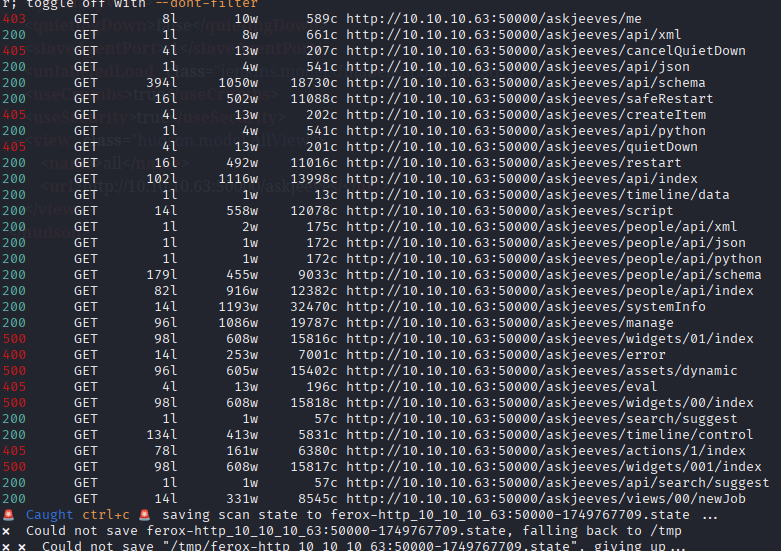 r; toggle off with --dont-filter
403 GET 8l 10w 589c http://10.10.10.63:50000/askjeeves/me
200 GET 1l 8w 661c http://10.10.10.63:50000/askjeeves/api/xml
405 GET 4l 13w 207c http://10.10.10.63:50000/askjeeves/cancelQuietDown
200 GET 1l 4w 541c http://10.10.10.63:50000/askjeeves/api/json
200 GET 394l 1050w 18730c http://10.10.10.63:50000/askjeeves/api/schema
200 GET 16l 502w 11088c http://10.10.10.63:50000/askjeeves/safeRestart
405 GET 4l 13w 202c http://10.10.10.63:50000/askjeeves/createItem
200 GET 1l 4w 541c http://10.10.10.63:50000/askjeeves/api/python
405 GET 4l 13w 201c http://10.10.10.63:50000/askjeeves/quietDown
200 GET 16l 492w 11016c http://10.10.10.63:50000/askjeeves/restart
200 GET 102l 1116w 13998c http://10.10.10.63:50000/askjeeves/api/index
200 GET 1l 1w 13c http://10.10.10.63:50000/askjeeves/timeline/data
200 GET 14l 558w 12078c http://10.10.10.63:50000/askjeeves/script
200 GET 1l 2w 175c http://10.10.10.63:50000/askjeeves/people/api/xml
200 GET 1l 1w 172c http://10.10.10.63:50000/askjeeves/people/api/json
200 GET 1l 1w 172c http://10.10.10.63:50000/askjeeves/people/api/python
200 GET 179l 455w 9033c http://10.10.10.63:50000/askjeeves/people/api/schema
200 GET 82l 916w 12382c http://10.10.10.63:50000/askjeeves/people/api/index
200 GET 14l 1193w 32470c http://10.10.10.63:50000/askjeeves/systemInfo
200 GET 96l 1086w 19787c http://10.10.10.63:50000/askjeeves/manage
500 GET 98l 608w 15816c http://10.10.10.63:50000/askjeeves/widgets/01/index
400 GET 14l 253w 7001c http://10.10.10.63:50000/askjeeves/error
500 GET 96l 605w 15402c http://10.10.10.63:50000/askjeeves/assets/dynamic
405 GET 4l 13w 196c http://10.10.10.63:50000/askjeeves/eval
500 GET 98l 608w 15818c http://10.10.10.63:50000/askjeeves/widgets/00/index
200 GET 1l 1w 57c http://10.10.10.63:50000/askjeeves/search/suggest
200 GET 134l 413w 5831c http://10.10.10.63:50000/askjeeves/timeline/control
405 GET 78l 161w 6380c http://10.10.10.63:50000/askjeeves/actions/1/index
500 GET 98l 608w 15817c http://10.10.10.63:50000/askjeeves/widgets/001/index
200 GET 1l 1w 57c http://10.10.10.63:50000/askjeeves/api/search/suggest
200 GET 14l 331w 8545c http://10.10.10.63:50000/askjeeves/views/00/newJob
🚨 Caught ctrl+c 🚨 saving scan state to ferox-http_10_10_10_63:50000-1749767709.state ...
✖ Could not save ferox-http_10_10_10_63:50000-1749767709.state, falling back to /tmp
✖ ✖ Could not save "/tmp/ferox-http_10_10_10_63:50000-1749767709.state", giving up...